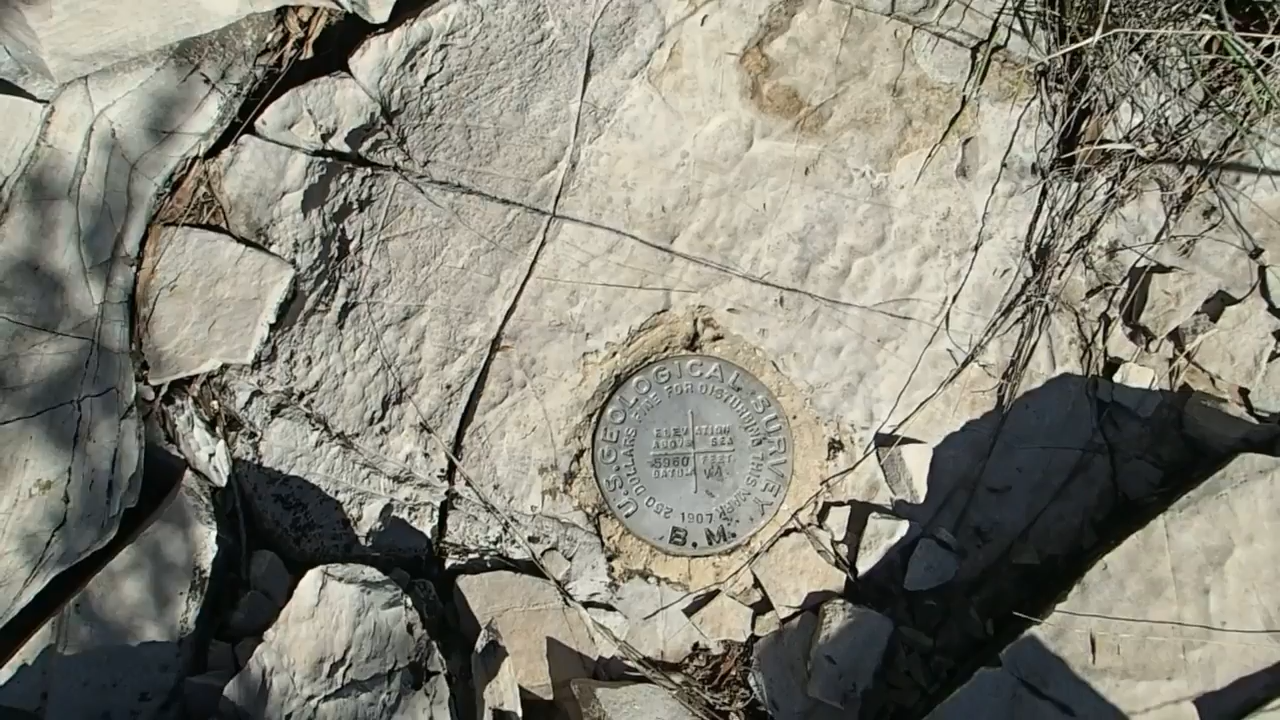 U.S. GEOLOGICAL SURVEY
250 DOLLARS FINE FOR DISTURBING THIS MARK
ELEVATION
ABOVE SEA
5960 FEET
DATUM
1907
B.M.